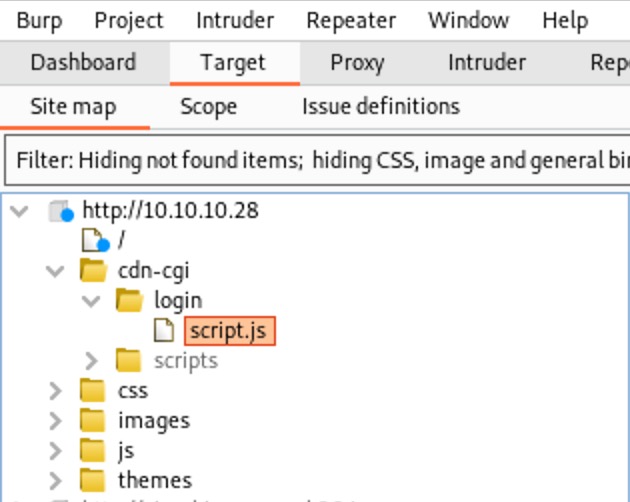 Burp Project Intruder Repeater Window Help
Dashboard Target Proxy Intruder Rep
Site map Scope Issue definitions
Filter: Hiding not found items; hiding CSS, image and general bin
http://10.10.10.28
/
cdn-cgi
login
script.js
scripts
css
images
js
themes